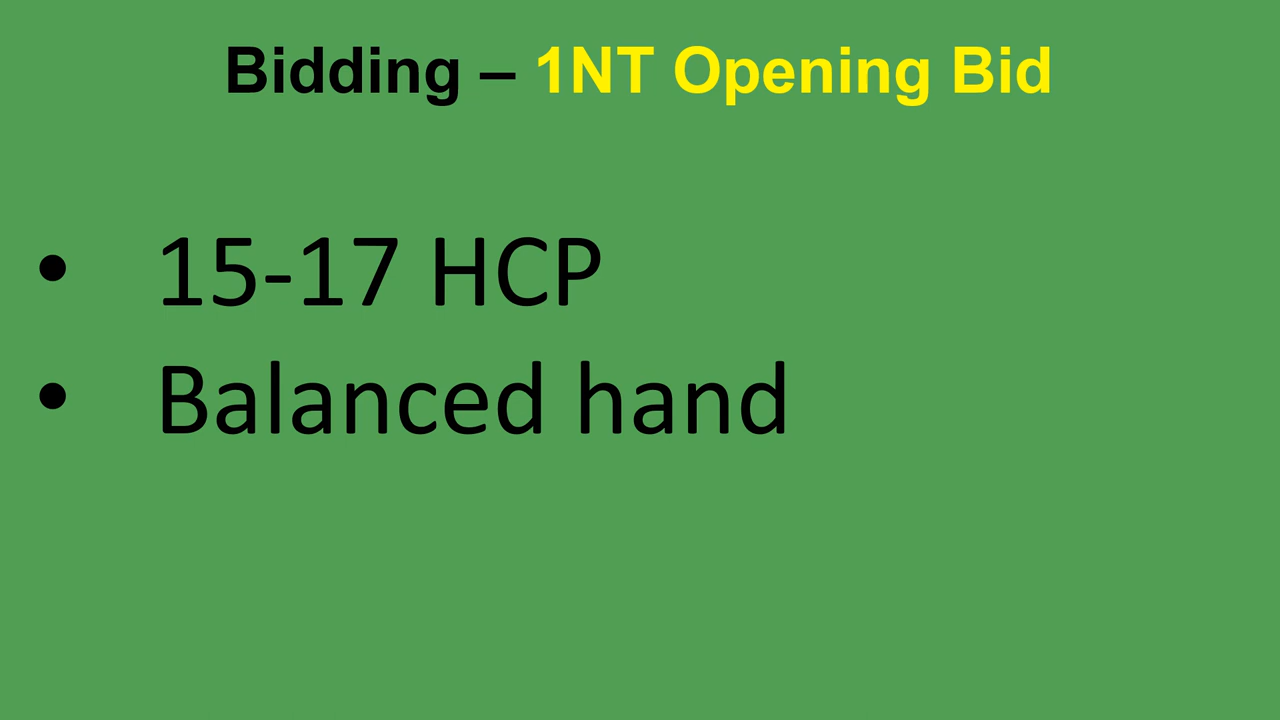 Bidding – 1NT Opening Bid
• 15-17 HCP
• Balanced hand